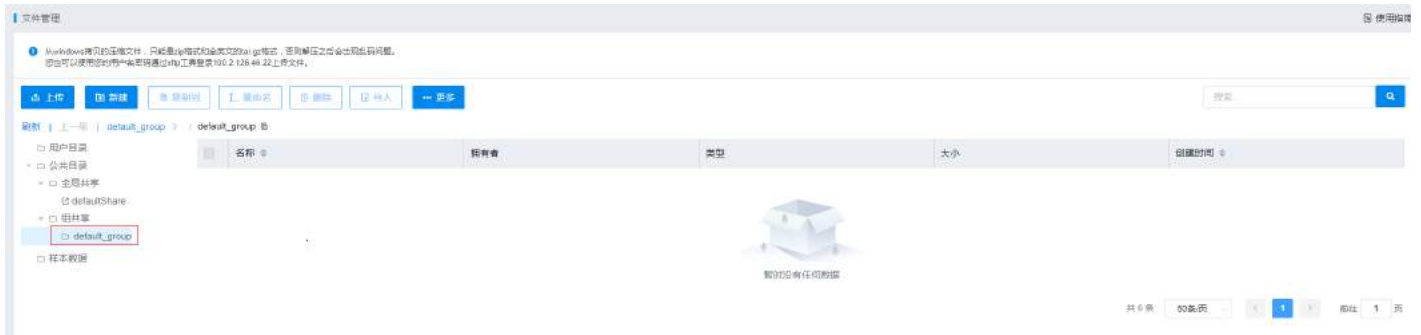 文件管理
使用指南
从windows拷贝的压缩文件，只能是zip格式和全英文的tar.gz格式，否则解压之后会出现乱码问题。
您也可以使用您的用户名密码通过sftp工具登录100.2.126.46:22上传文件。
上传 新建 复制到 重命名 删除 导入 更多
搜索
刷新 | 上一级 | default_group > / default_group
用户目录
公共目录
全局共享
defaultShare
组共享
default_group
样本数据
名称 拥有者 类型 大小 创建时间
暂时没有任何数据
50条/页 1 前往 1 页